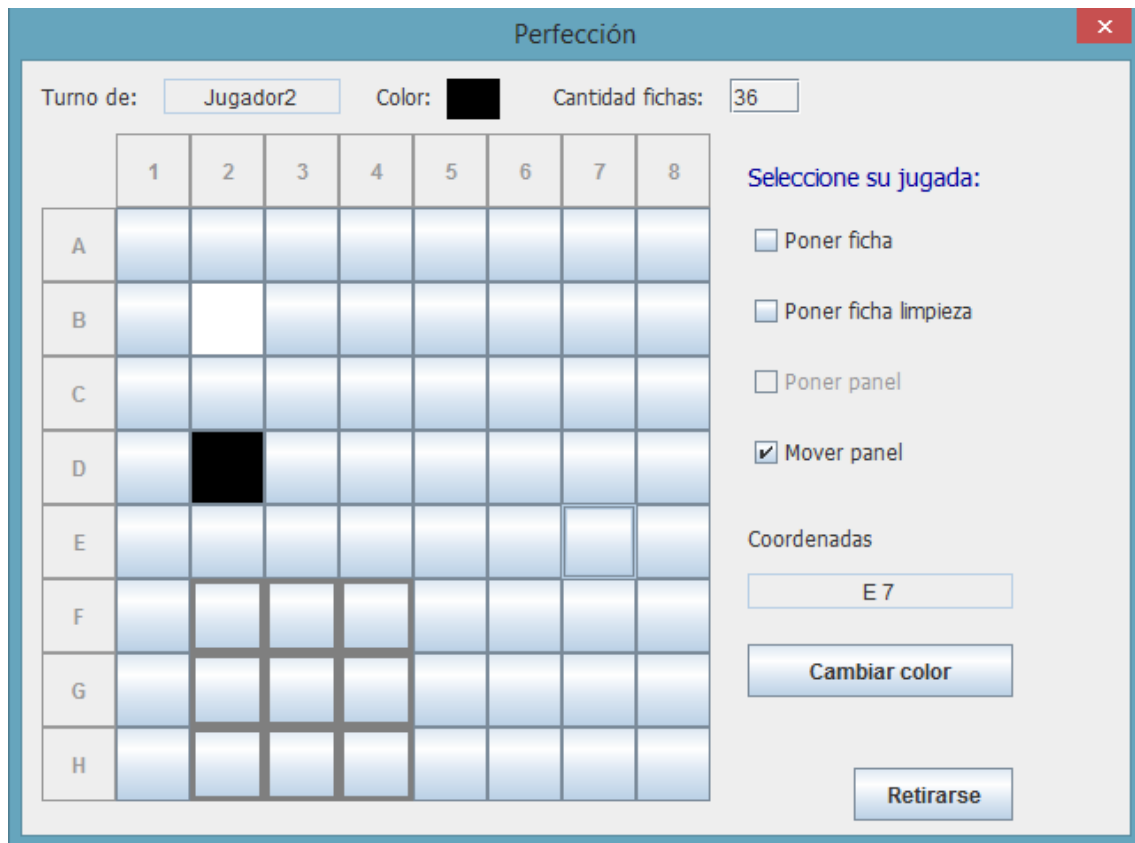 Perfección
Turno de: Jugador2 Color: Cantidad fichas: 36
1 2 3 4 5 6 7 8
Seleccione su jugada:
A
Poner ficha
B
Poner ficha limpieza
C
Poner panel
D
Mover panel
E
Coordenadas
E 7
F
G
Cambiar color
H
Retirarse